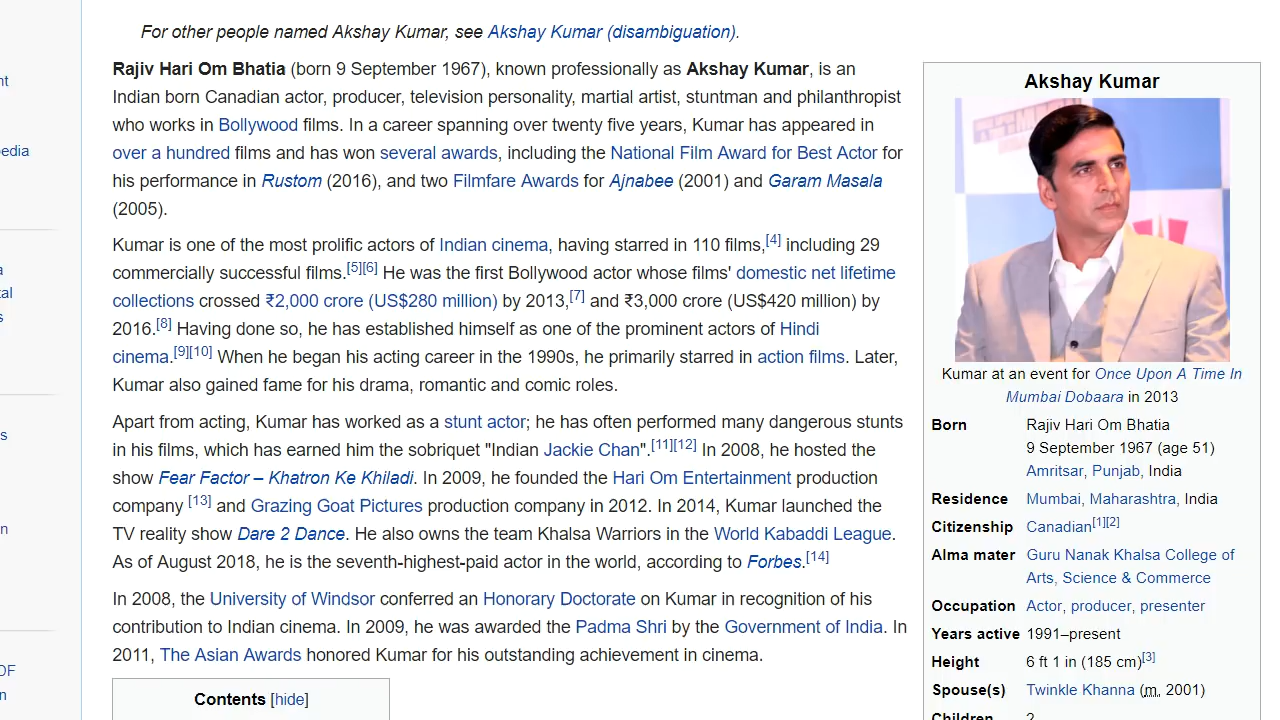 For other people named Akshay Kumar, see Akshay Kumar (disambiguation).
Rajiv Hari Om Bhatia (born 9 September 1967), known professionally as Akshay Kumar, is an
Indian born Canadian actor, producer, television personality, martial artist, stuntman and philanthropist
who works in Bollywood films. In a career spanning over twenty five years, Kumar has appeared in
over a hundred films and has won several awards, including the National Film Award for Best Actor for
his performance in Rustom (2016), and two Filmfare Awards for Ajnabee (2001) and Garam Masala
(2005).
Kumar is one of the most prolific actors of Indian cinema, having starred in 110 films,[4] including 29
commercially successful films.[5][6] He was the first Bollywood actor whose films' domestic net lifetime
collections crossed ₹2,000 crore (US$280 million) by 2013,[7] and ₹3,000 crore (US$420 million) by
2016.[8] Having done so, he has established himself as one of the prominent actors of Hindi
cinema.[9][10] When he began his acting career in the 1990s, he primarily starred in action films. Later,
Kumar also gained fame for his drama, romantic and comic roles.
Apart from acting, Kumar has worked as a stunt actor; he has often performed many dangerous stunts
in his films, which has earned him the sobriquet "Indian Jackie Chan".[11][12] In 2008, he hosted the
show Fear Factor – Khatron Ke Khiladi. In 2009, he founded the Hari Om Entertainment production
company [13] and Grazing Goat Pictures production company in 2012. In 2014, Kumar launched the
TV reality show Dare 2 Dance. He also owns the team Khalsa Warriors in the World Kabaddi League.
As of August 2018, he is the seventh-highest-paid actor in the world, according to Forbes.[14]
In 2008, the University of Windsor conferred an Honorary Doctorate on Kumar in recognition of his
contribution to Indian cinema. In 2009, he was awarded the Padma Shri by the Government of India. In
2011, The Asian Awards honored Kumar for his outstanding achievement in cinema.
Contents [hide]
Akshay Kumar
Kumar at an event for Once Upon A Time In
Mumbai Dobaara in 2013
Born Rajiv Hari Om Bhatia
9 September 1967 (age 51)
Amritsar, Punjab, India
Residence Mumbai, Maharashtra, India
Citizenship Canadian[1][2]
Alma mater Guru Nanak Khalsa College of
Arts, Science & Commerce
Occupation Actor, producer, presenter
Years active 1991–present
Height 6 ft 1 in (185 cm)[3]
Spouse(s) Twinkle Khanna (m. 2001)
Children 2